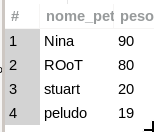 # nome_pet peso
1 Nina 90
2 ROoT 80
3 stuart 20
4 peludo 19